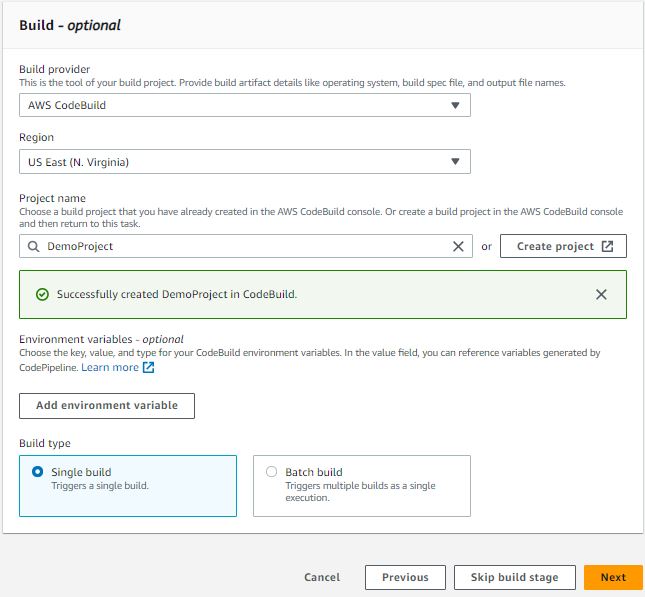 Build - optional
Build provider
This is the tool of your build project. Provide build artifact details like operating system, build spec file, and output file names.
AWS CodeBuild
Region
US East (N. Virginia)
Project name
Choose a build project that you have already created in the AWS CodeBuild console. Or create a build project in the AWS CodeBuild console
and then return to this task.
DemoProject
or
Create project
Successfully created DemoProject in CodeBuild.
Environment variables - optional
Choose the key, value, and type for your CodeBuild environment variables. In the value field, you can reference variables generated by
CodePipeline. Learn more
Add environment variable
Build type
Single build
Triggers a single build.
Batch build
Triggers multiple builds as a single
execution.
Cancel
Previous
Skip build stage
Next